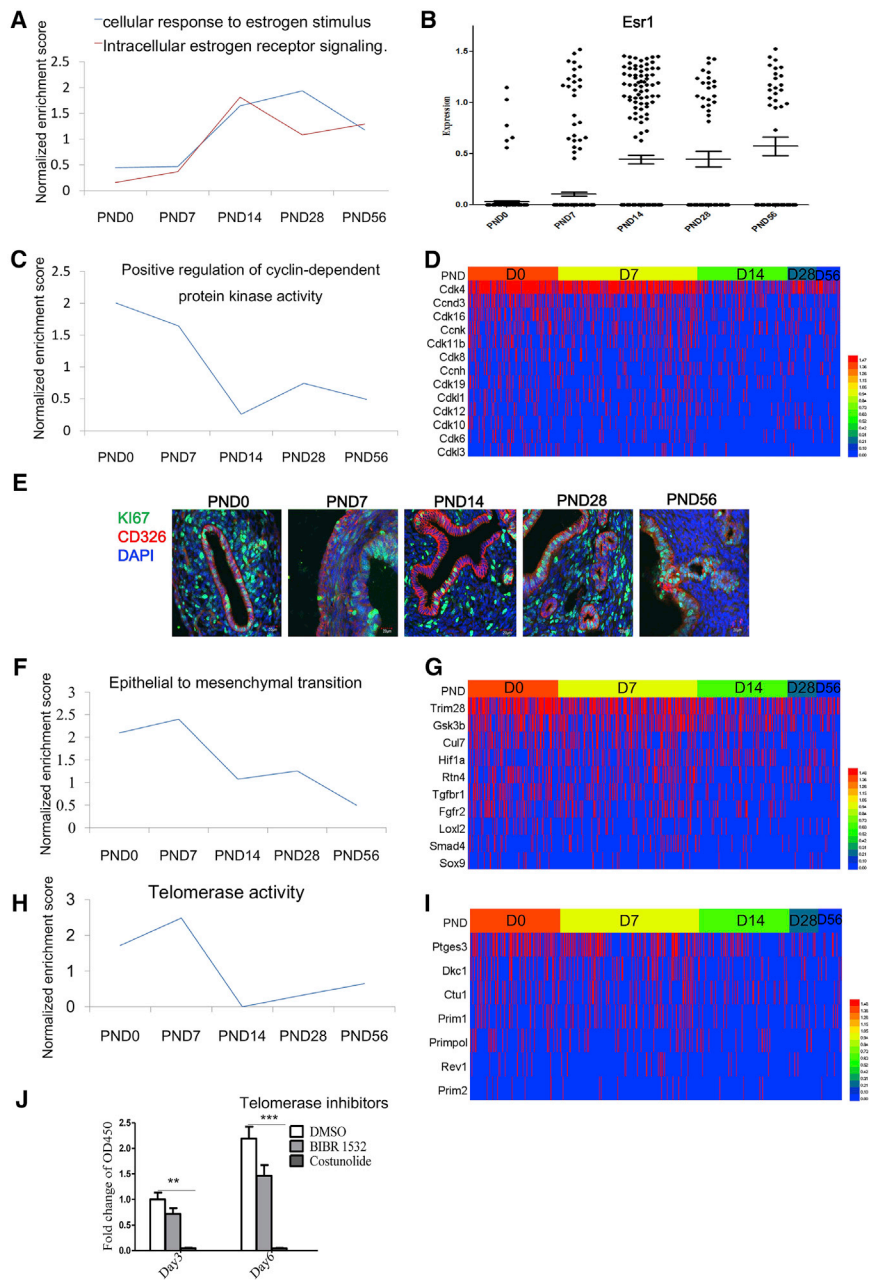 A
cellular response to estrogen stimulus
Intracellular estrogen receptor signaling.
Normalized enrichment score
2.5
2
1.5
1
0.5
0
PND0 PND7 PND14 PND28 PND56
B
Esr1
Expression
1.5
1.0
0.5
0.0
PND0 PND7 PND14 PND28 PND56
C
Positive regulation of cyclin-dependent
protein kinase activity
Normalized enrichment score
2.5
2
1.5
1
0.5
0
PND0 PND7 PND14 PND28 PND56
D
PND D0 D7 D14 D28 D56
Cdk4
Ccnd3
Cdk16
Ccnk
Cdk11b
Cdk8
Ccnh
Cdk19
Cdkl1
Cdk12
Cdk10
Cdk6
Cdkl3
E
PND0 PND7 PND14 PND28 PND56
KI67
CD326
DAPI
F
Epithelial to mesenchymal transition
Normalized enrichment score
3
2.5
2
1.5
1
0.5
0
PND0 PND7 PND14 PND28 PND56
G
PND D0 D7 D14 D28 D56
Trim28
Gsk3b
Cul7
Hif1a
Rtn4
Tgfbr1
Fgfr2
Loxl2
Smad4
Sox9
H
Telomerase activity
Normalized enrichment score
3
2
1
0
PND0 PND7 PND14 PND28 PND56
I
PND D0 D7 D14 D28 D56
Ptges3
Dkc1
Ctu1
Prim1
Primpol
Rev1
Prim2
J
Telomerase inhibitors
Fold change of OD450
2.5
2.0
1.5
1.0
0.5
0.0
**
***
DMSO
BIBR 1532
Costunolide
Day3 Day6